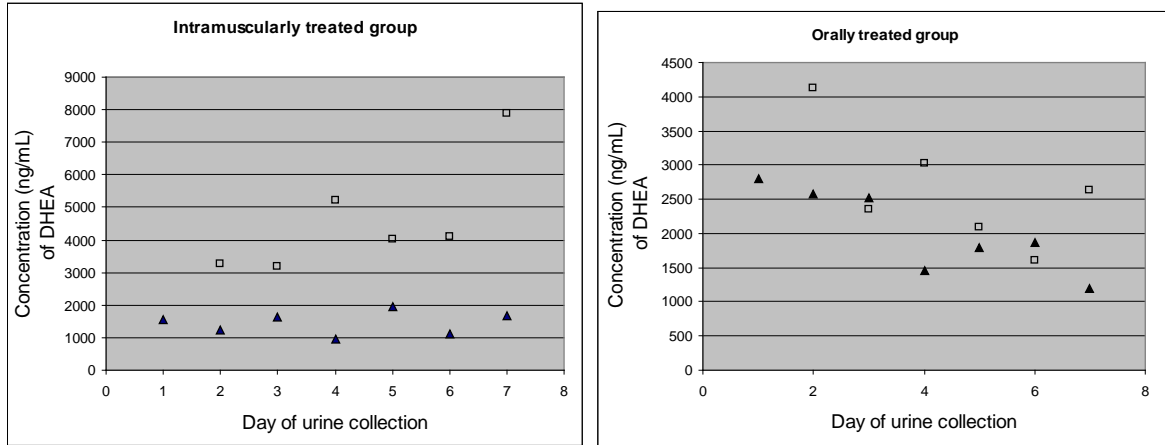 Intramuscularly treated group
9000
8000
7000
6000
5000
4000
3000
2000
1000
0
0 1 2 3 4 5 6 7 8
Concentration (ng/mL)
of DHEA
Day of urine collection
Orally treated group
4500
4000
3500
3000
2500
2000
1500
1000
500
0
0 2 4 6 8
Concentration (ng/mL)
of DHEA
Day of urine collection